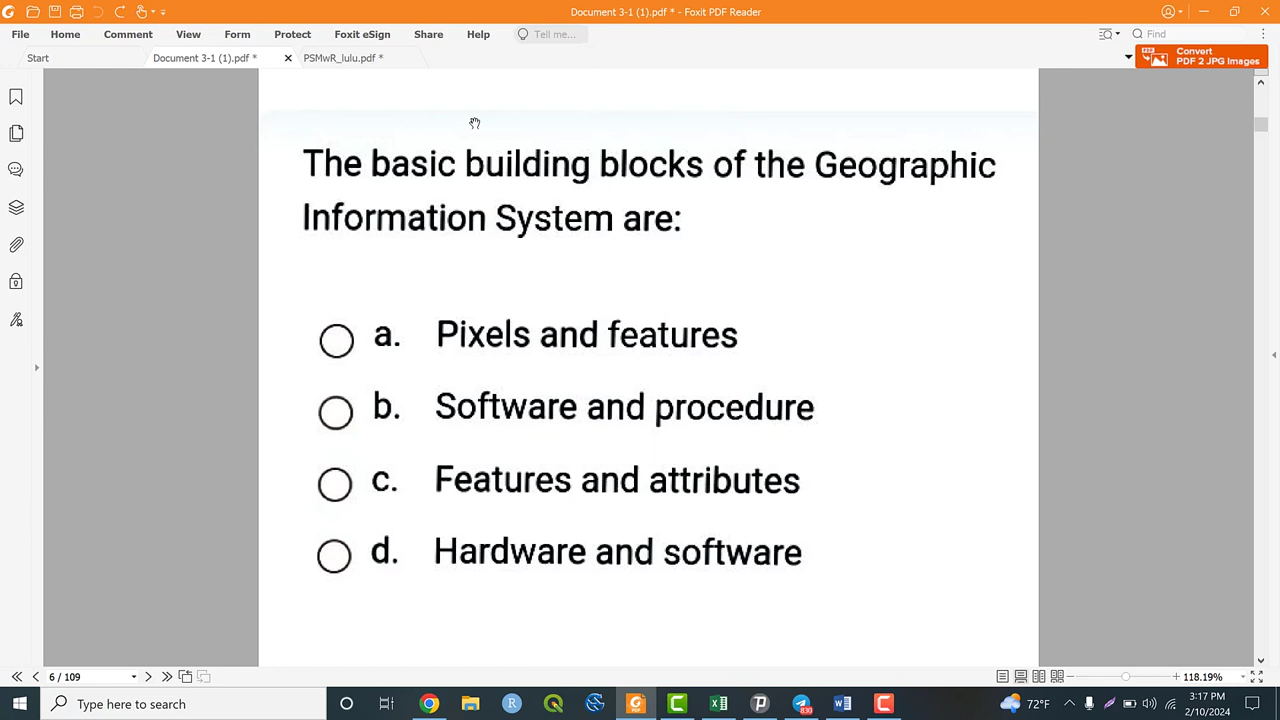 Document 3-1 (1).pdf * - Foxit PDF Reader
File Home Comment View Form Protect Foxit eSign Share Help Tell me... Find
Start Document 3-1 (1).pdf * PSMwR_lulu.pdf *
Convert
PDF 2 JPG Images
The basic building blocks of the Geographic
Information System are:
a. Pixels and features
b. Software and procedure
c. Features and attributes
d. Hardware and software
6 / 109 118.19%
Type here to search
830
72°F
3:17 PM
2/10/2024